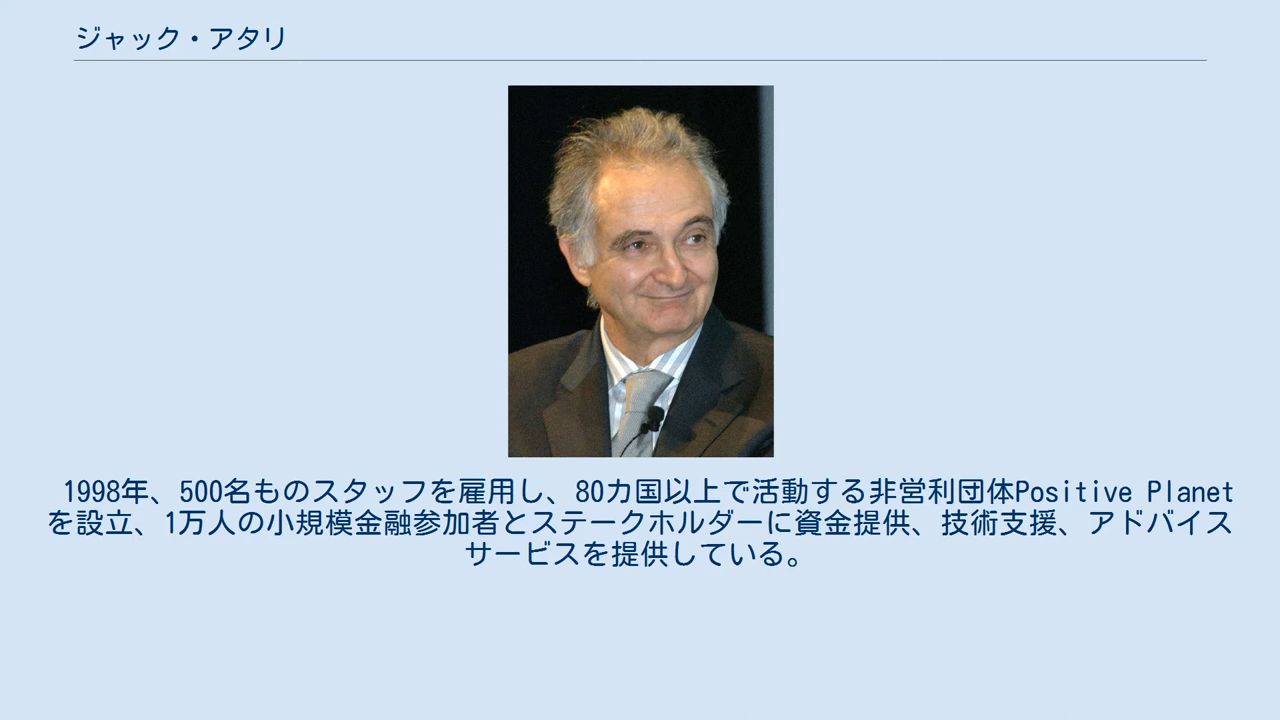 ジャック・アタリ
1998年、500名ものスタッフを雇用し、80カ国以上で活動する非営利団体Positive Planet
を設立、1万人の小規模金融参加者とステークホルダーに資金提供、技術支援、アドバイス
サービスを提供している。